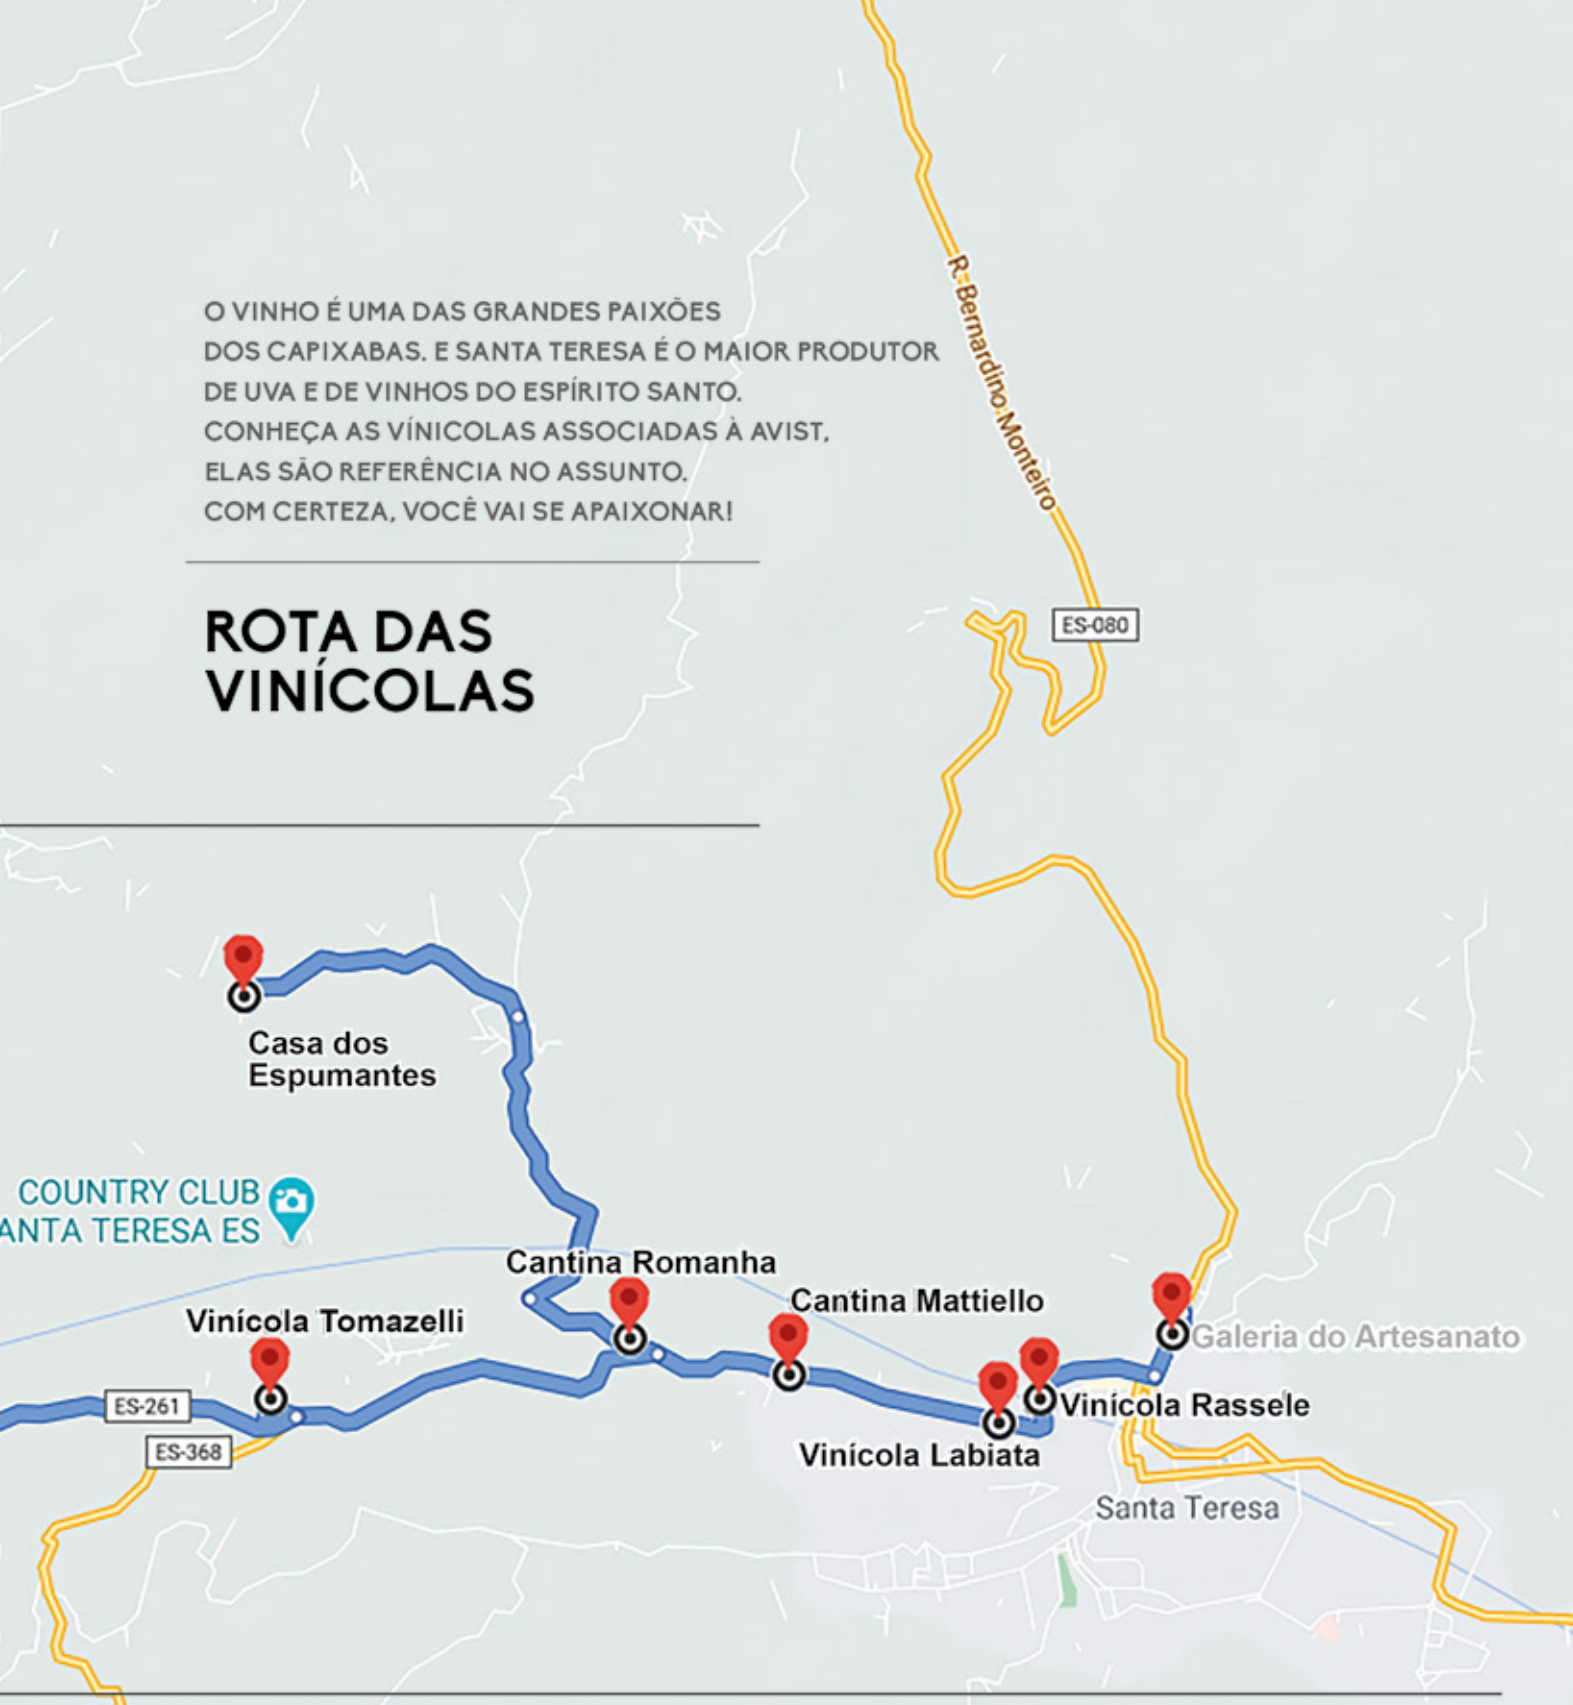 O VINHO É UMA DAS GRANDES PAIXÕES
DOS CAPIXABAS. E SANTA TERESA É O MAIOR PRODUTOR
DE UVA E DE VINHOS DO ESPÍRITO SANTO.
CONHEÇA AS VÍNICOLAS ASSOCIADAS À AVIST,
ELAS SÃO REFERÊNCIA NO ASSUNTO.
COM CERTEZA, VOCÊ VAI SE APAIXONAR!
ROTA DAS
VINÍCOLAS
R. Bernardino Monteiro
ES-080
Casa dos
Espumantes
COUNTRY CLUB
ANTA TERESA ES
Cantina Romanha
Cantina Mattiello
Vinícola Tomazelli
Galeria do Artesanato
ES-261
Vinícola Rassele
ES-368
Vinícola Labiata
Santa Teresa